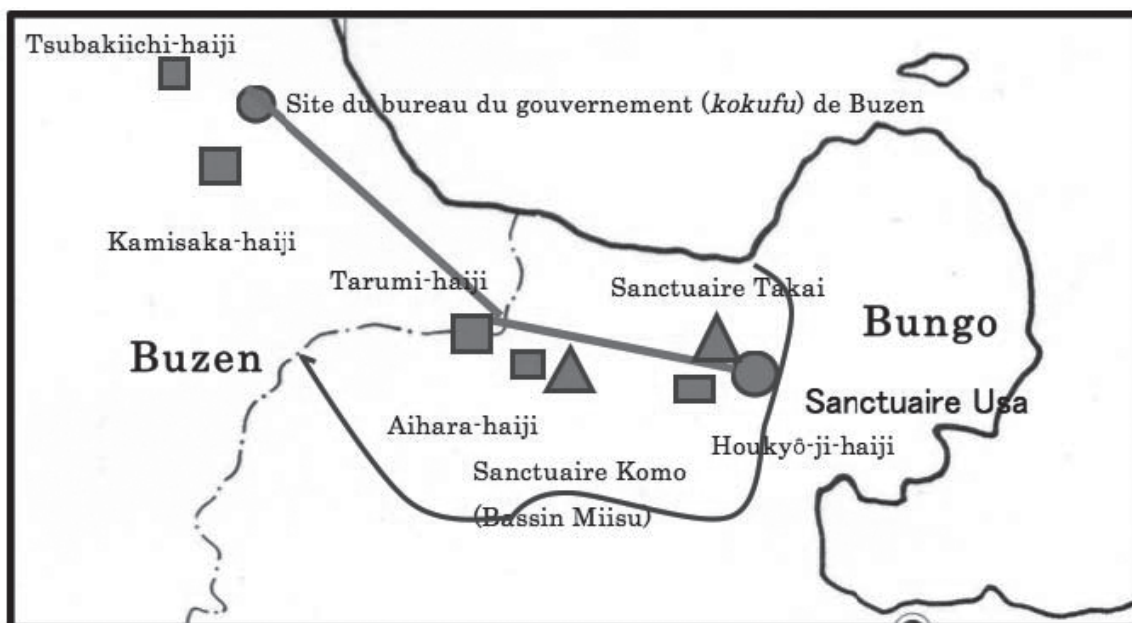 Tsubakiichi-haiji
Site du bureau du gouvernement (kokufu) de Buzen
Kamisaka-haiji
Tarumi-haiji
Sanctuaire Takai
Bungo
Buzen
Sanctuaire Usa
Aihara-haiji
Houkyô-ji-haiji
Sanctuaire Komo
(Bassin Miisu)